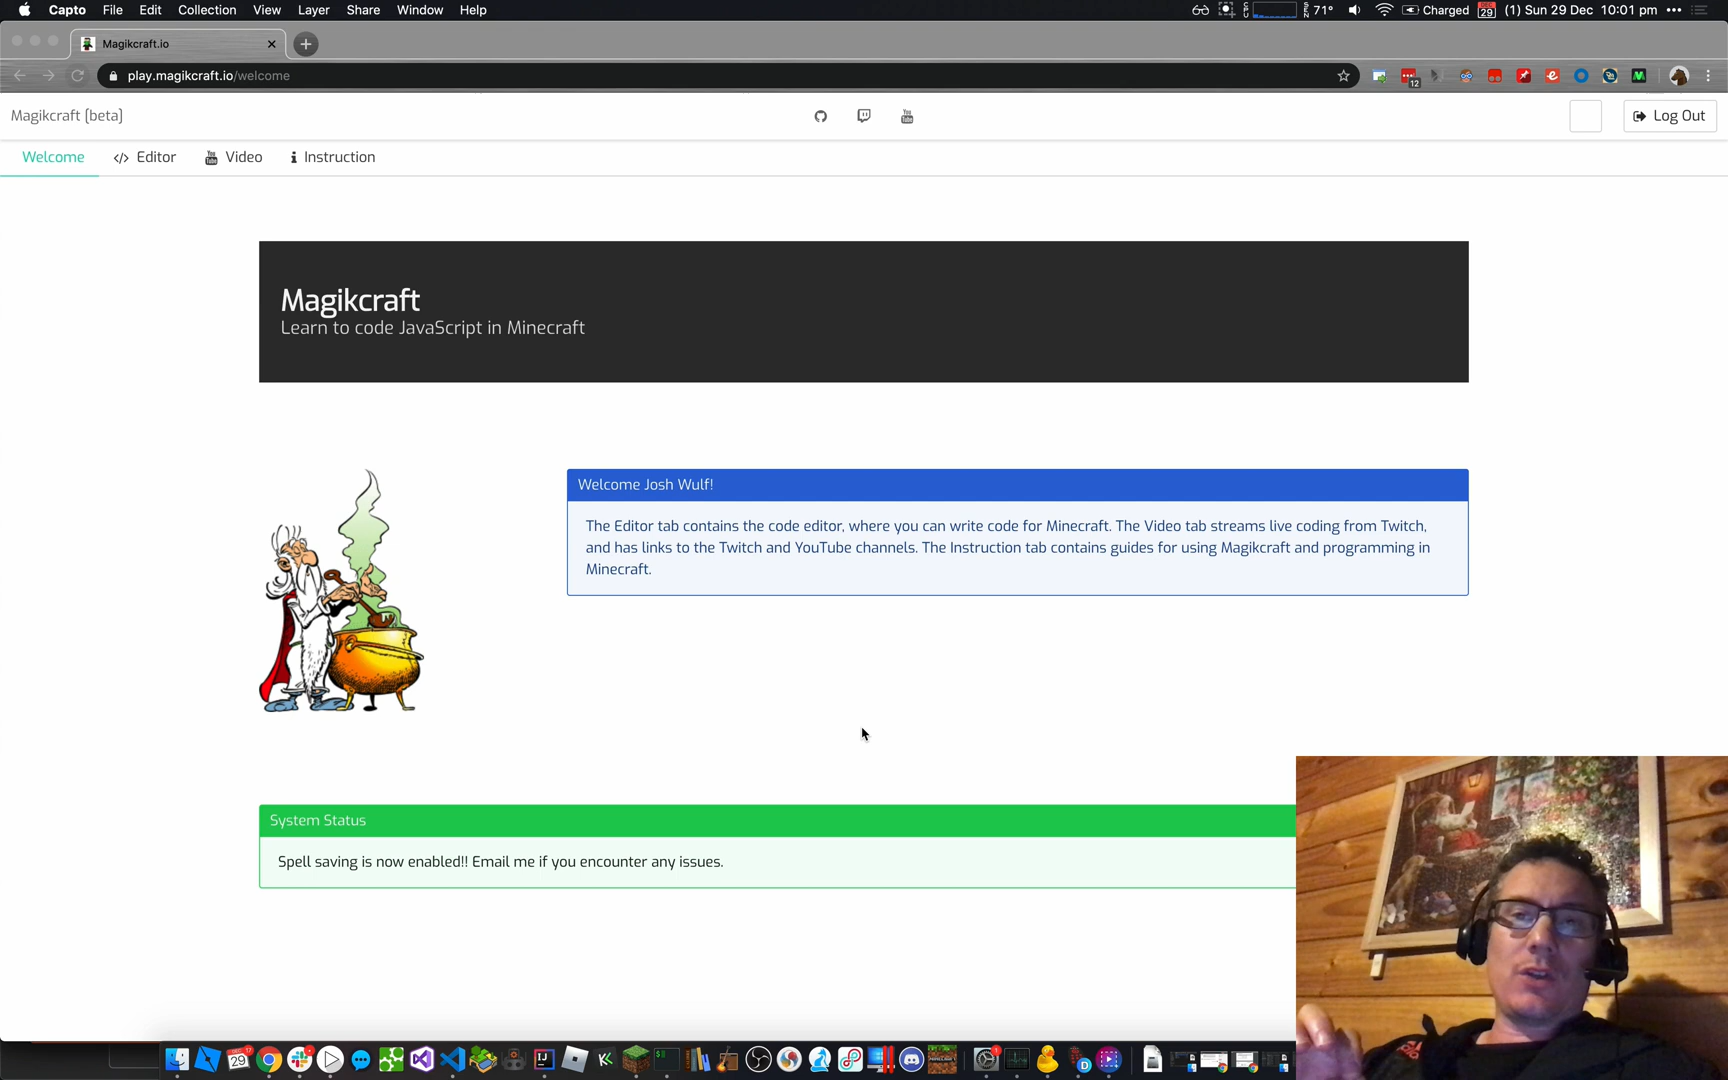 Capto File Edit Collection View Layer Share Window Help
71° Charged (1) Sun 29 Dec 10:01 pm
Magikcraft.io
play.magikcraft.io/welcome
12
Magikcraft [beta]
Log Out
Welcome Editor Video Instruction
Magikcraft
Learn to code JavaScript in Minecraft
Welcome Josh Wulf!
The Editor tab contains the code editor, where you can write code for Minecraft. The Video tab streams live coding from Twitch,
and has links to the Twitch and YouTube channels. The Instruction tab contains guides for using Magikcraft and programming in
Minecraft.
System Status
Spell saving is now enabled!! Email me if you encounter any issues.